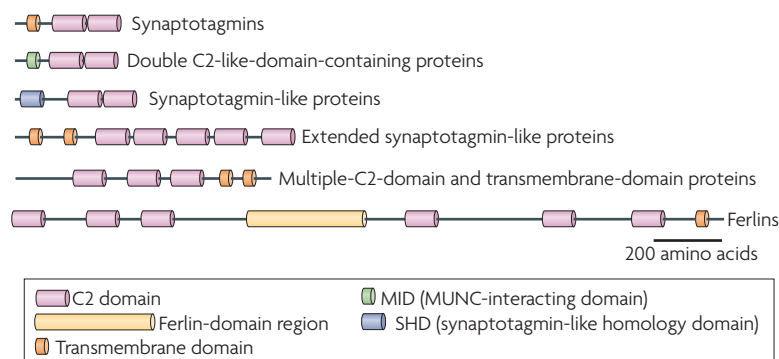 Synaptotagmins
Double C2-like-domain-containing proteins
Synaptotagmin-like proteins
Extended synaptotagmin-like proteins
Multiple-C2-domain and transmembrane-domain proteins
Ferlins
200 amino acids
C2 domain
Ferlin-domain region
Transmembrane domain
MID (MUNC-interacting domain)
SHD (synaptotagmin-like homology domain)